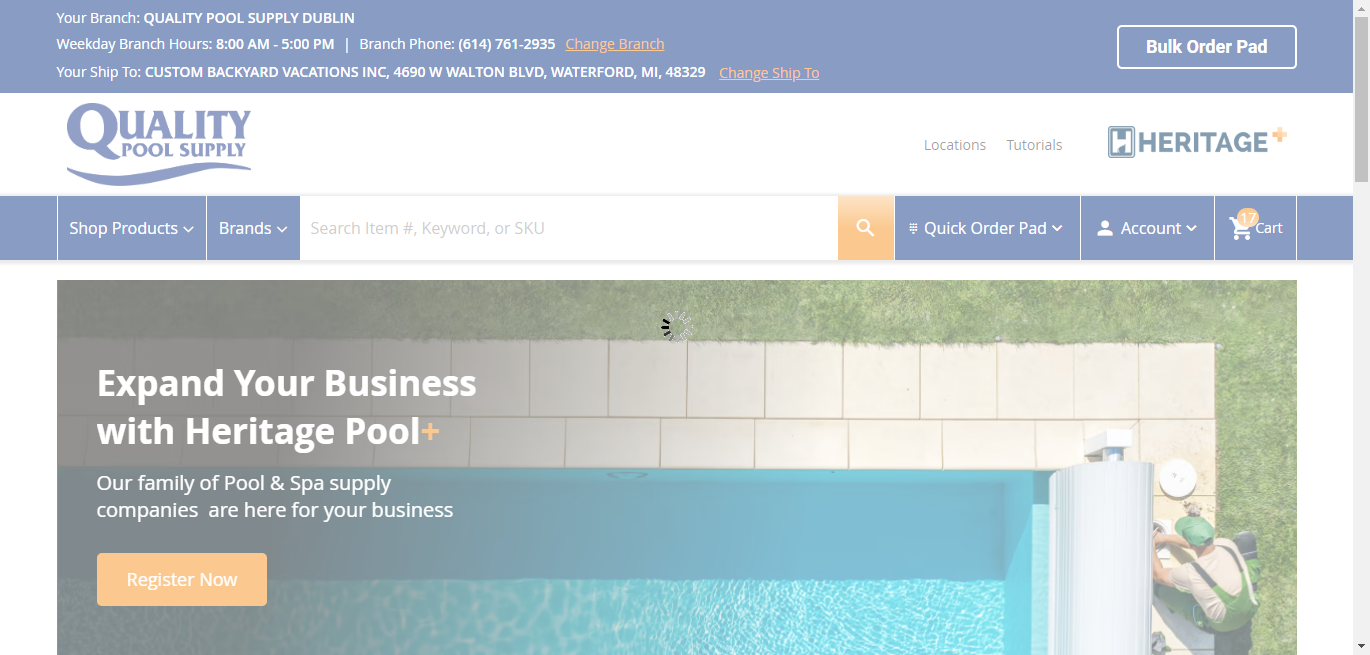 Your Branch: QUALITY POOL SUPPLY DUBLIN
Weekday Branch Hours: 8:00 AM - 5:00 PM | Branch Phone: (614) 761-2935 Change Branch
Your Ship To: CUSTOM BACKYARD VACATIONS INC, 4690 W WALTON BLVD, WATERFORD, MI, 48329 Change Ship To
Bulk Order Pad
QUALITY
POOL SUPPLY
Locations Tutorials
H HERITAGE+
Shop Products Brands Search Item #, Keyword, or SKU Quick Order Pad Account 17 Cart
Expand Your Business
with Heritage Pool+
Our family of Pool & Spa supply
companies are here for your business
Register Now